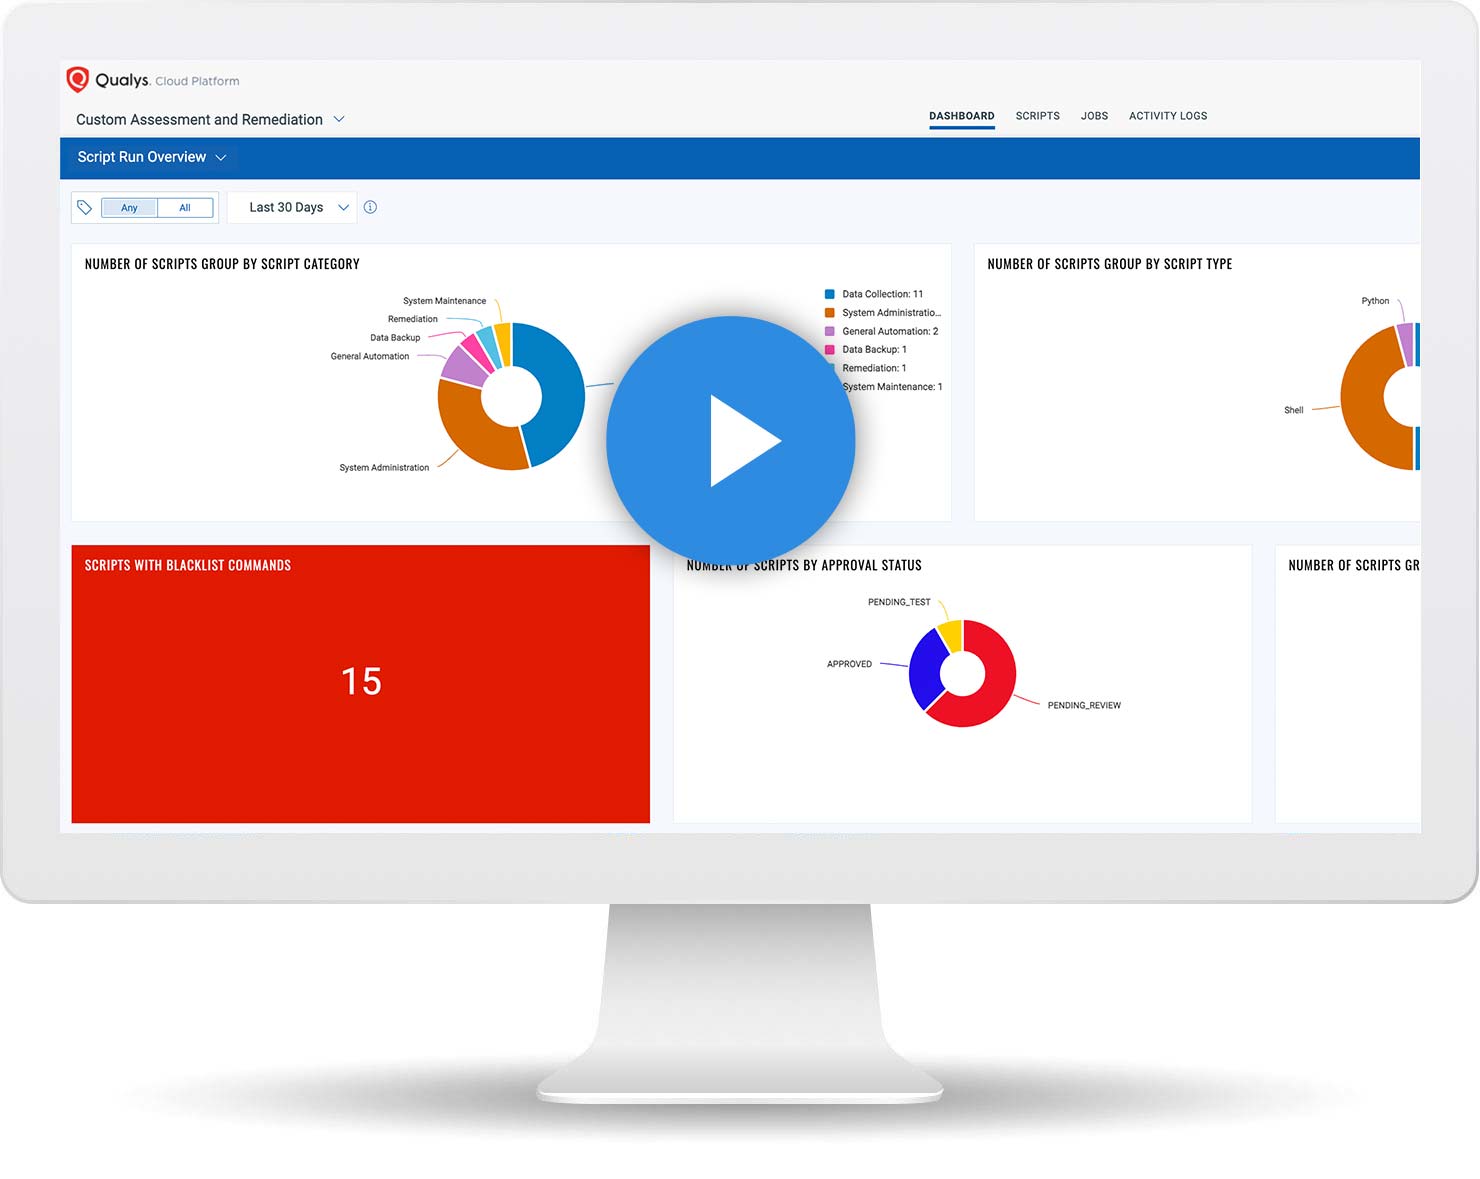 Qualys. Cloud Platform
Custom Assessment and Remediation
DASHBOARD SCRIPTS JOBS ACTIVITY LOGS
Script Run Overview
Any All Last 30 Days
NUMBER OF SCRIPTS GROUP BY SCRIPT CATEGORY
System Maintenance
Remediation
Data Backup
General Automation
System Administration
Data Collection: 11
System Administratio...
General Automation: 2
Data Backup: 1
Remediation: 1
System Maintenance: 1
NUMBER OF SCRIPTS GROUP BY SCRIPT TYPE
Python
Shell
SCRIPTS WITH BLACKLIST COMMANDS
15
NUMBER OF SCRIPTS BY APPROVAL STATUS
PENDING_TEST
APPROVED
PENDING_REVIEW
NUMBER OF SCRIPTS GR